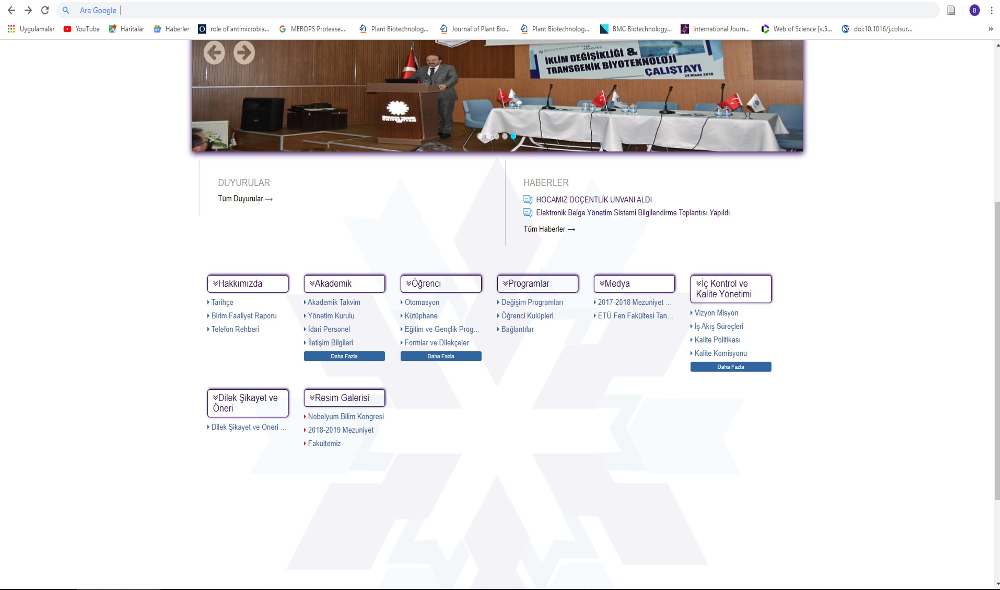 Ara Google
Uygulamalar YouTube Haritalar Haberler role of antimicrobia... MEROPS Protease... Plant Biotechnolog... Journal of Plant Bio... Plant Biotechnolog... BMC Biotechnology... International Journ... Web of Science [v.5... doi:10.1016/j.colsur...
FEN
FAKÜLTESİ
İKLİM DEĞİŞİKLİĞİ &
TRANSGENİK BİYOTEKNOLOJİ
ÇALIŞTAYI
24 Nisan 2019
DUYURULAR
Tüm Duyurular →
HABERLER
HOCAMIZ DOÇENTLİK UNVANI ALDI
Elektronik Belge Yönetim Sistemi Bilgilendirme Toplantısı Yapıldı.
Tüm Haberler →
Hakkımızda
Tarihçe
Birim Faaliyet Raporu
Telefon Rehberi
Akademik
Akademik Takvim
Yönetim Kurulu
İdari Personel
İletişim Bilgileri
Daha Fazla
Öğrenci
Otomasyon
Kütüphane
Eğitim ve Gençlik Prog...
Formlar ve Dilekçeler
Daha Fazla
Programlar
Değişim Programları
Öğrenci Kulüpleri
Bağlantılar
Medya
2017-2018 Mezuniyet ...
ETÜ Fen Fakültesi Tan...
İç Kontrol ve
Kalite Yönetimi
Vizyon Misyon
İş Akış Süreçleri
Kalite Politikası
Kalite Komisyonu
Daha Fazla
Dilek Şikayet ve
Öneri
Dilek Şikayet ve Öneri ...
Resim Galerisi
Nobelyum Bilim Kongresi
2018-2019 Mezuniyet
Fakültemiz